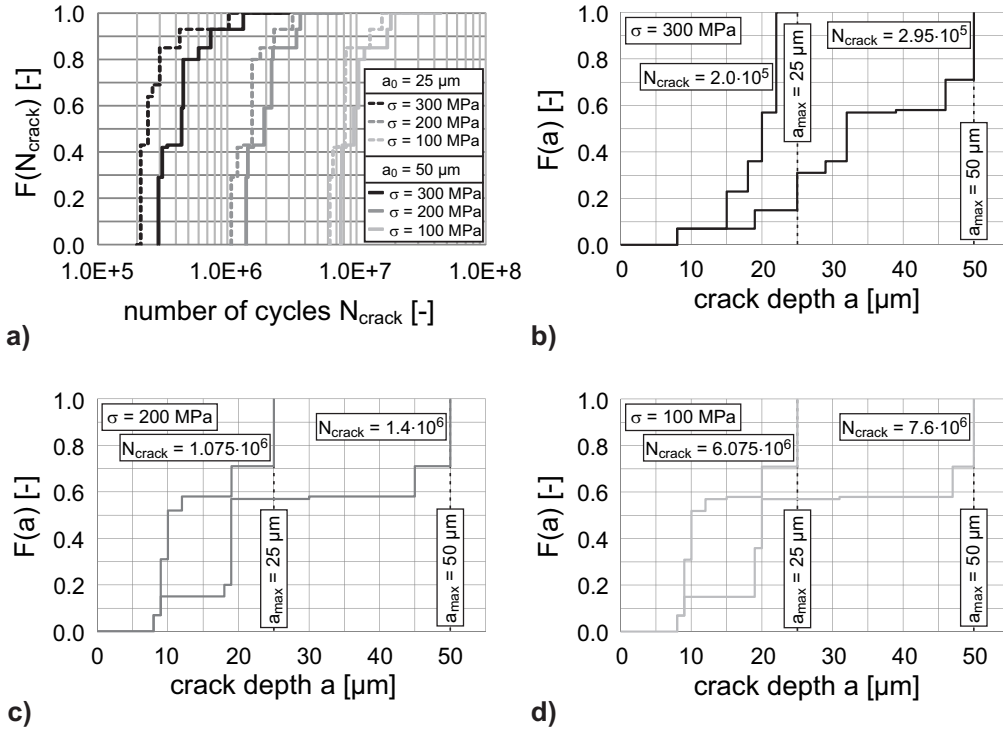 F(N_crack) [-]
1.0
0.8
0.6
0.4
0.2
0.0
1.0E+5
1.0E+6
1.0E+7
1.0E+8
number of cycles N_crack [-]
a₀ = 25 µm
σ = 300 MPa
σ = 200 MPa
σ = 100 MPa
a₀ = 50 µm
σ = 300 MPa
σ = 200 MPa
σ = 100 MPa
a)
F(a) [-]
1.0
0.8
0.6
0.4
0.2
0.0
σ = 300 MPa
N_crack = 2.0·10⁵
N_crack = 2.95·10⁵
a_max = 25 µm
a_max = 50 µm
0
10
20
30
40
50
crack depth a [µm]
b)
F(a) [-]
1.0
0.8
0.6
0.4
0.2
0.0
σ = 200 MPa
N_crack = 1.075·10⁶
N_crack = 1.4·10⁶
a_max = 25 µm
a_max = 50 µm
0
10
20
30
40
50
crack depth a [µm]
c)
F(a) [-]
1.0
0.8
0.6
0.4
0.2
0.0
σ = 100 MPa
N_crack = 6.075·10⁶
N_crack = 7.6·10⁶
a_max = 25 µm
a_max = 50 µm
0
10
20
30
40
50
crack depth a [µm]
d)